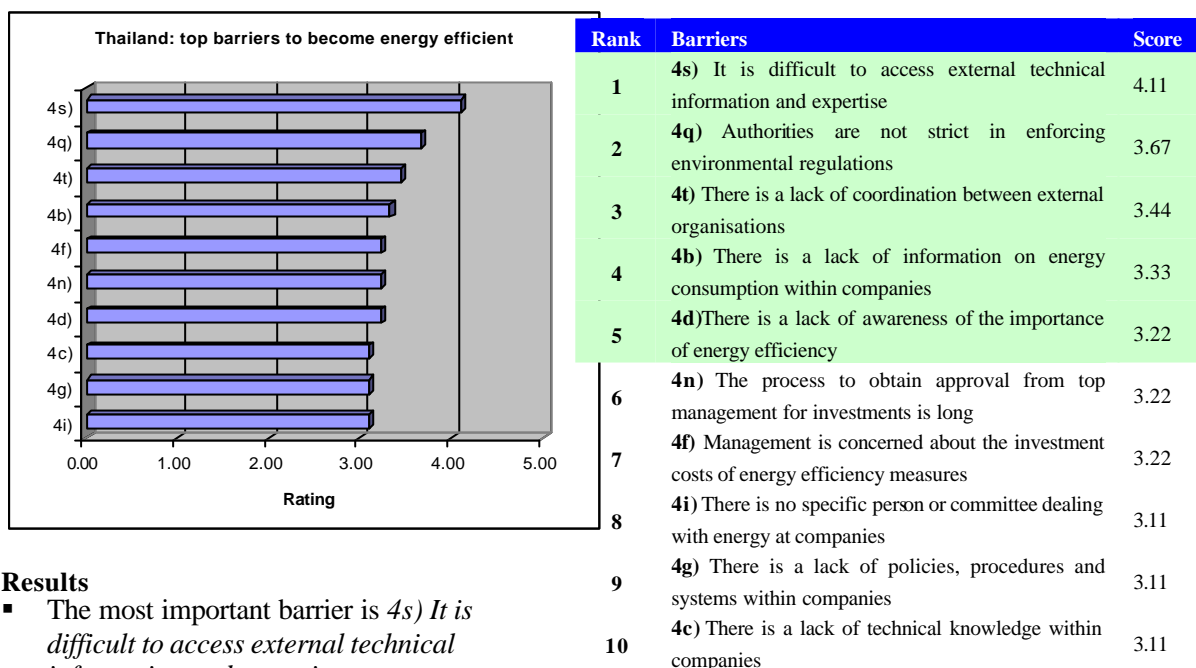 Thailand: top barriers to become energy efficient
4s)
4q)
4t)
4b)
4f)
4n)
4d)
4c)
4g)
4i)
0.00 1.00 2.00 3.00 4.00 5.00
Rating
Rank Barriers Score
1 4s) It is difficult to access external technical
information and expertise 4.11
2 4q) Authorities are not strict in enforcing
environmental regulations 3.67
3 4t) There is a lack of coordination between external
organisations 3.44
4 4b) There is a lack of information on energy
consumption within companies 3.33
5 4d)There is a lack of awareness of the importance
of energy efficiency 3.22
6 4n) The process to obtain approval from top
management for investments is long 3.22
7 4f) Management is concerned about the investment
costs of energy efficiency measures 3.22
8 4i) There is no specific person or committee dealing
with energy at companies 3.11
9 4g) There is a lack of policies, procedures and
systems within companies 3.11
10 4c) There is a lack of technical knowledge within
companies 3.11
Results
▪ The most important barrier is 4s) It is
difficult to access external technical